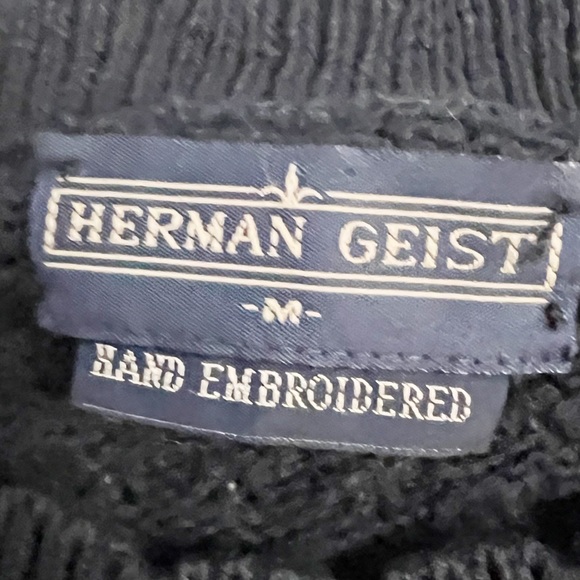 HERMAN GEIST
-M-
HAND EMBROIDERED